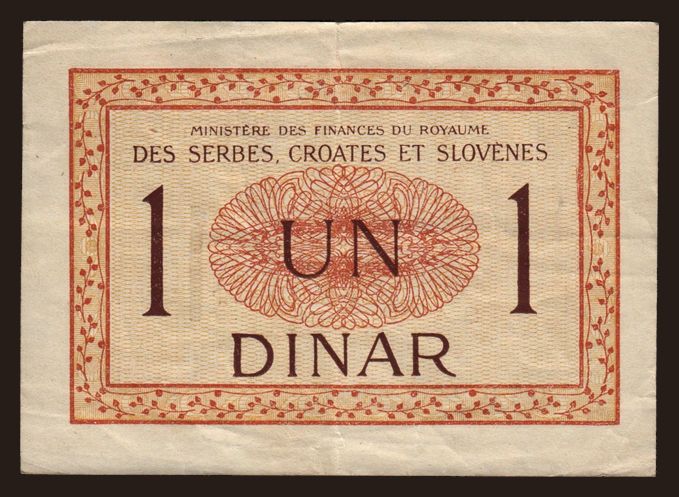 MINISTÈRE DES FINANCES DU ROYAUME
DES SERBES, CROATES ET SLOVÈNES
1 UN 1
DINAR